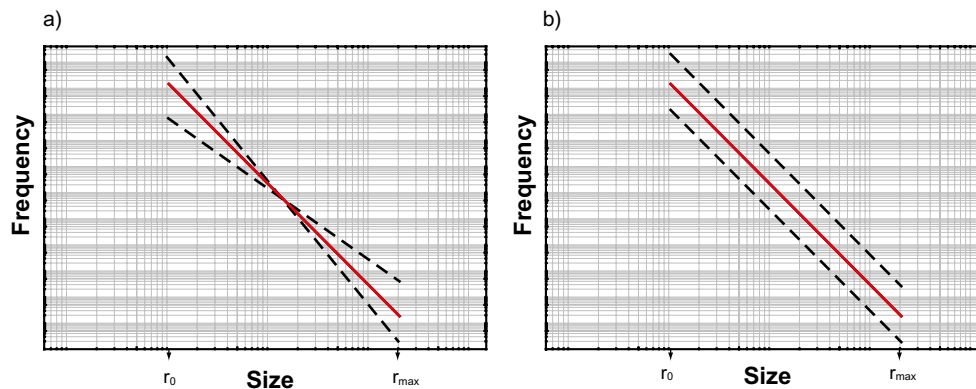 a)
Frequency
r0
Size
rmax
b)
Frequency
r0
Size
rmax